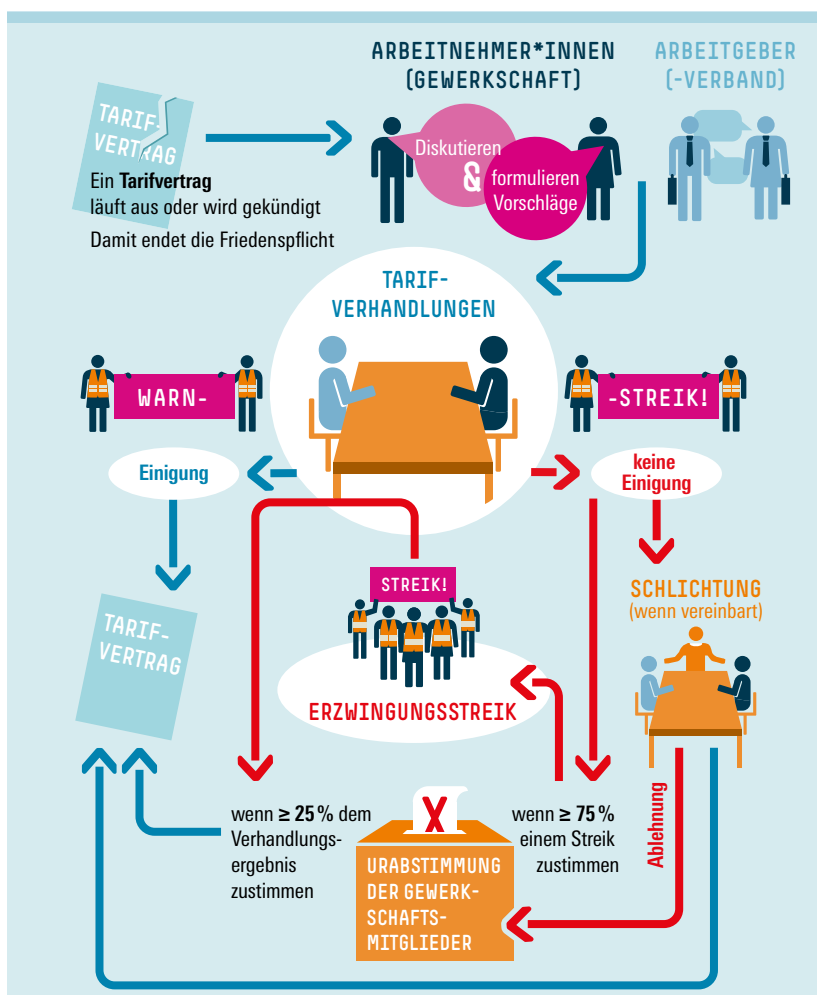 ARBEITNEHMER*INNEN
(GEWERKSCHAFT)
ARBEITGEBER
(-VERBAND)
TARIF-
VERTRAG
Diskutieren
&
formulieren
Vorschläge
Ein Tarifvertrag
läuft aus oder wird gekündigt
Damit endet die Friedenspflicht
TARIF-
VERHANDLUNGEN
WARN-
-STREIK!
Einigung
keine
Einigung
STREIK!
SCHLICHTUNG
(wenn vereinbart)
TARIF-
VERTRAG
ERZWINGUNGSSTREIK
wenn ≥ 25 % dem
Verhandlungs-
ergebnis
zustimmen
X
wenn ≥ 75 %
einem Streik
zustimmen
Ablehnung
URABSTIMMUNG
DER GEWERK-
SCHAFTS-
MITGLIEDER